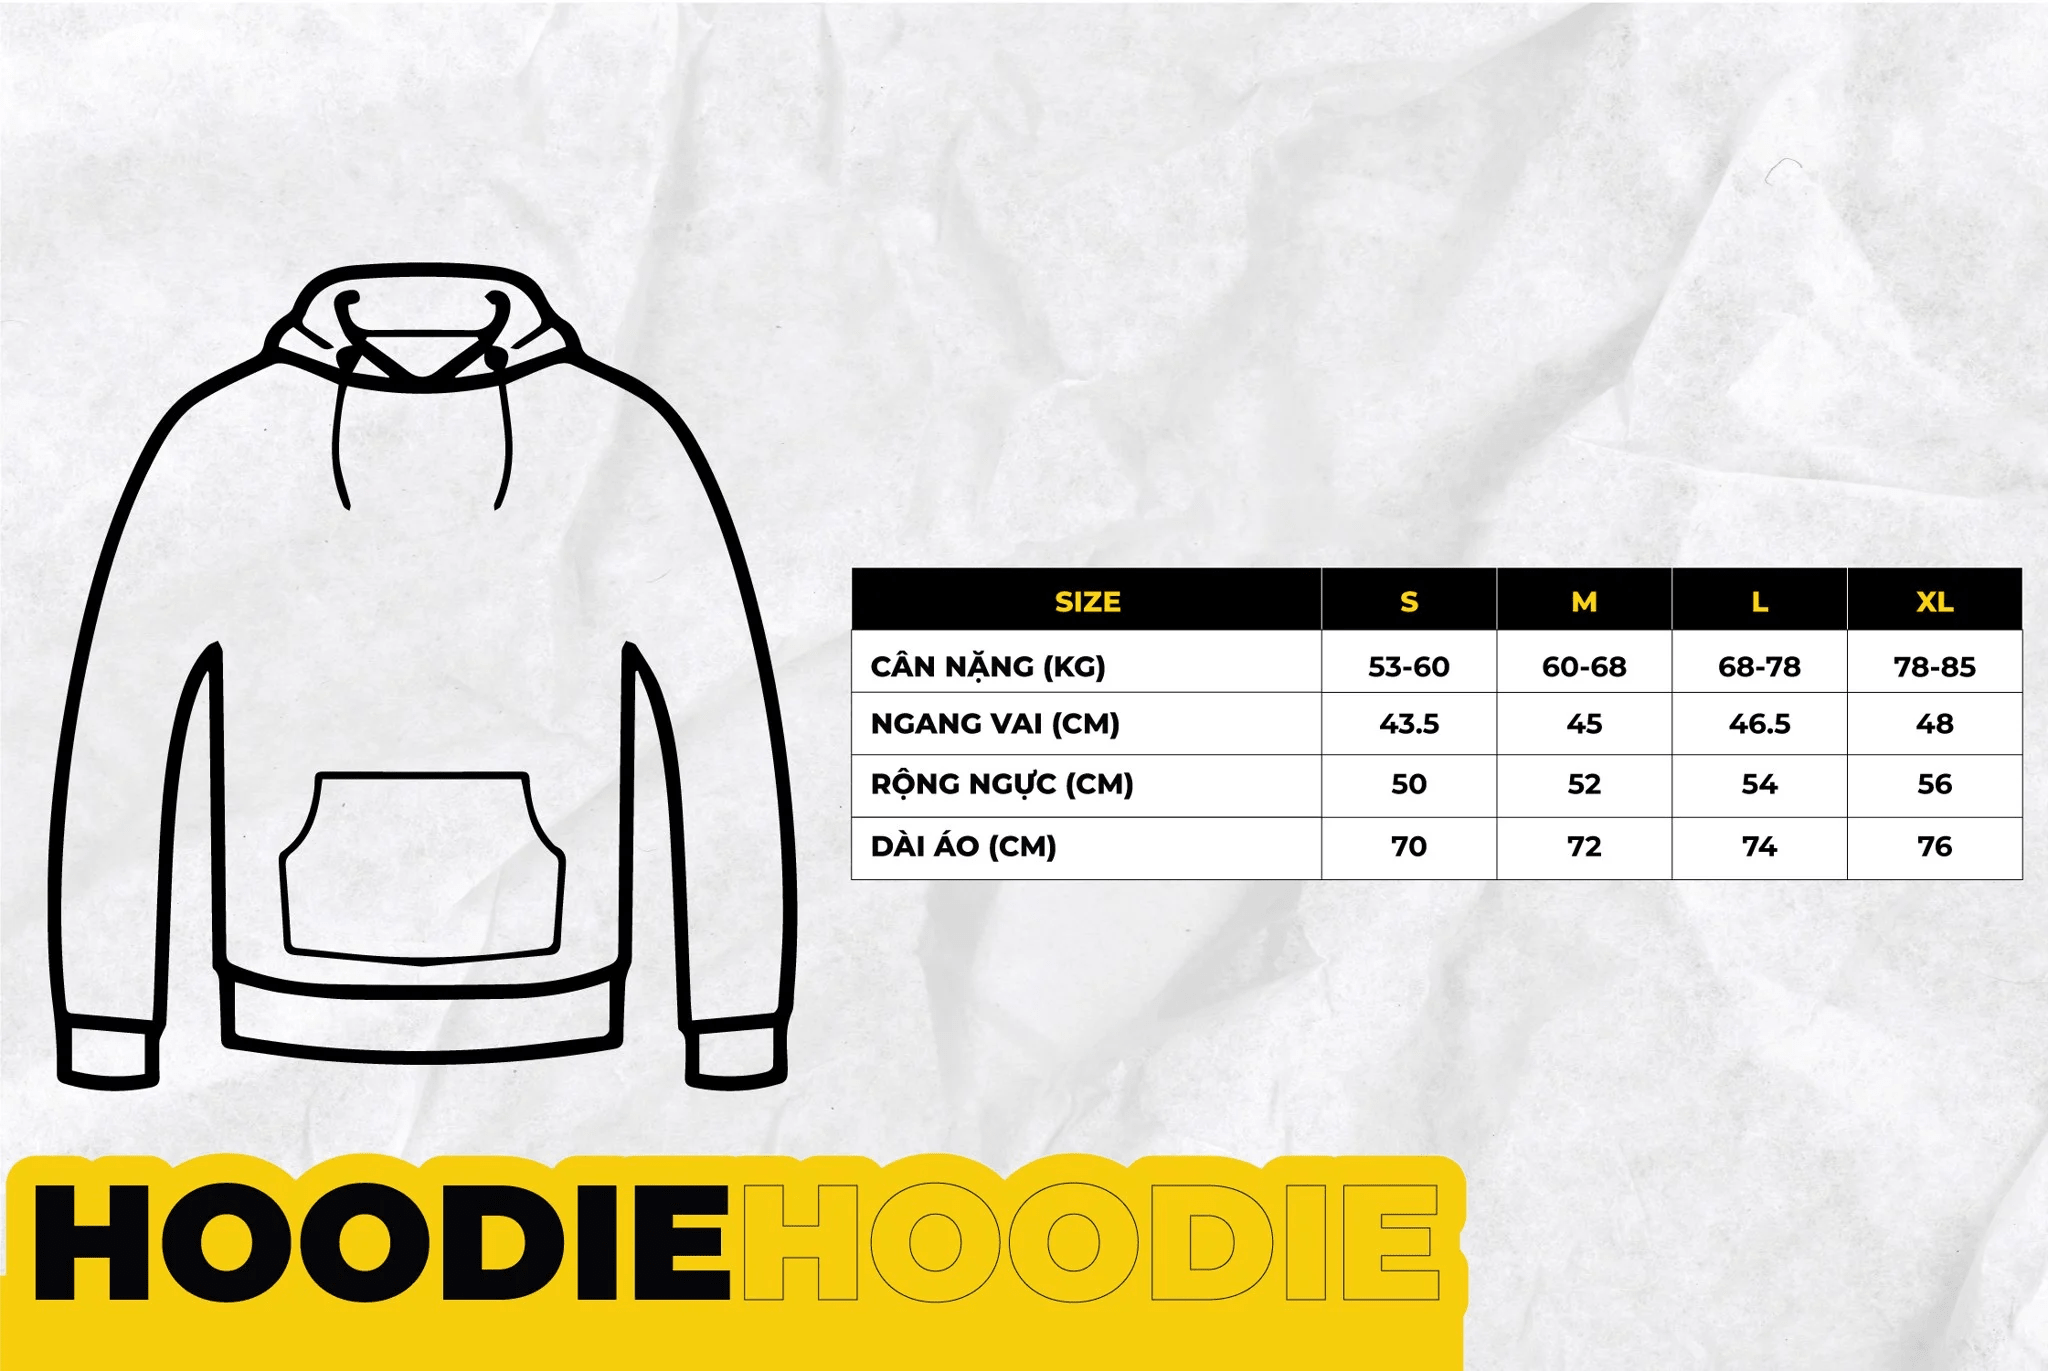 SIZE S M L XL
CÂN NẶNG (KG) 53-60 60-68 68-78 78-85
NGANG VAI (CM) 43.5 45 46.5 48
RỘNG NGỰC (CM) 50 52 54 56
DÀI ÁO (CM) 70 72 74 76
HOODIEHOODIE